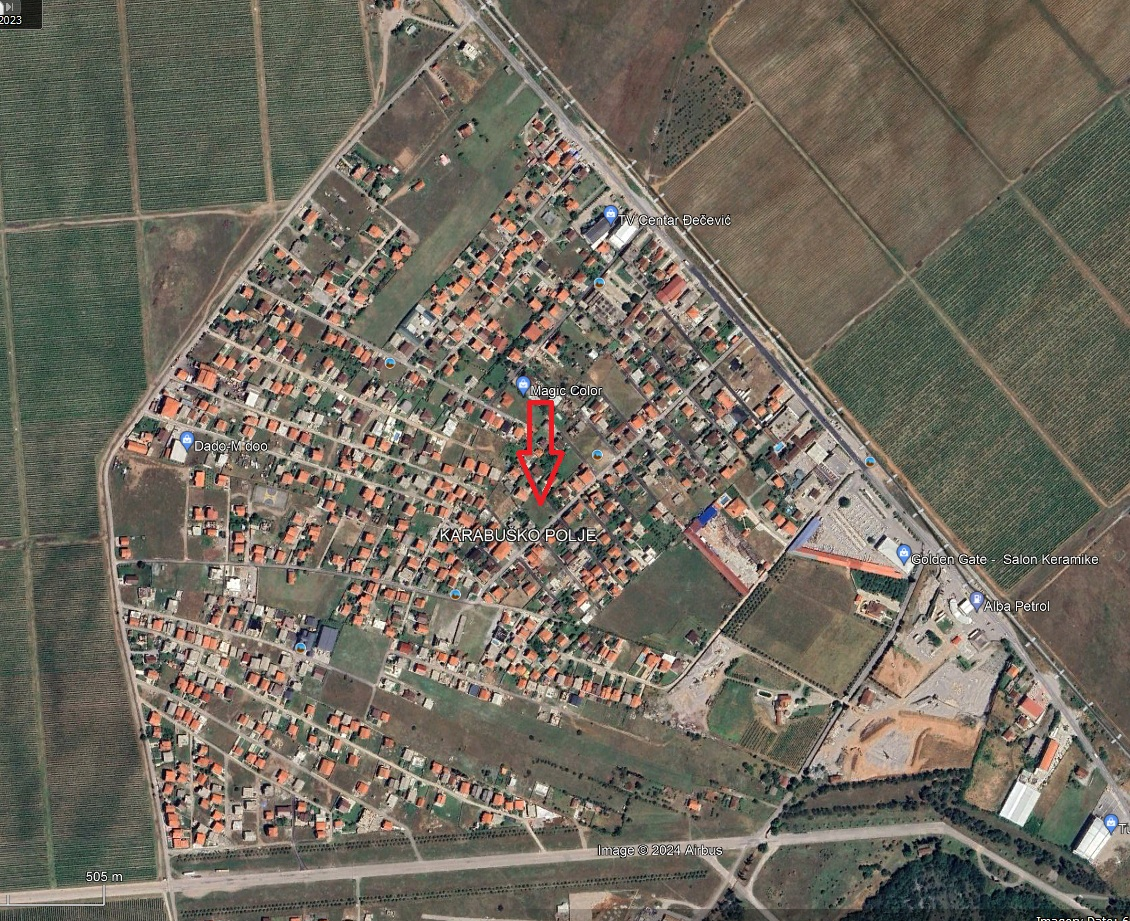 2023
TV Centar Đečević
Magic Color
Dado-M doo
KARABUŠKO POLJE
Golden Gate - Salon Keramike
Alba Petrol
Image © 2024 Airbus
505 m